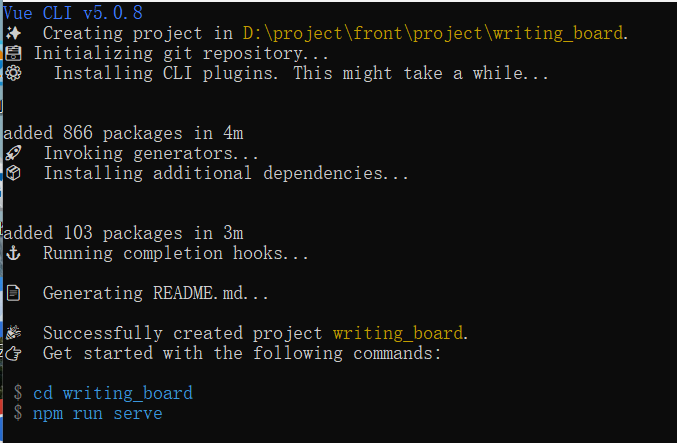 Vue CLI v5.0.8
✨ Creating project in D:\project\front\project\writing_board.
🗃 Initializing git repository...
⚙ Installing CLI plugins. This might take a while...
added 866 packages in 4m
🚀 Invoking generators...
📦 Installing additional dependencies...
added 103 packages in 3m
⚓ Running completion hooks...
📄 Generating README.md...
🎉 Successfully created project writing_board.
👉 Get started with the following commands:
$ cd writing_board
$ npm run serve